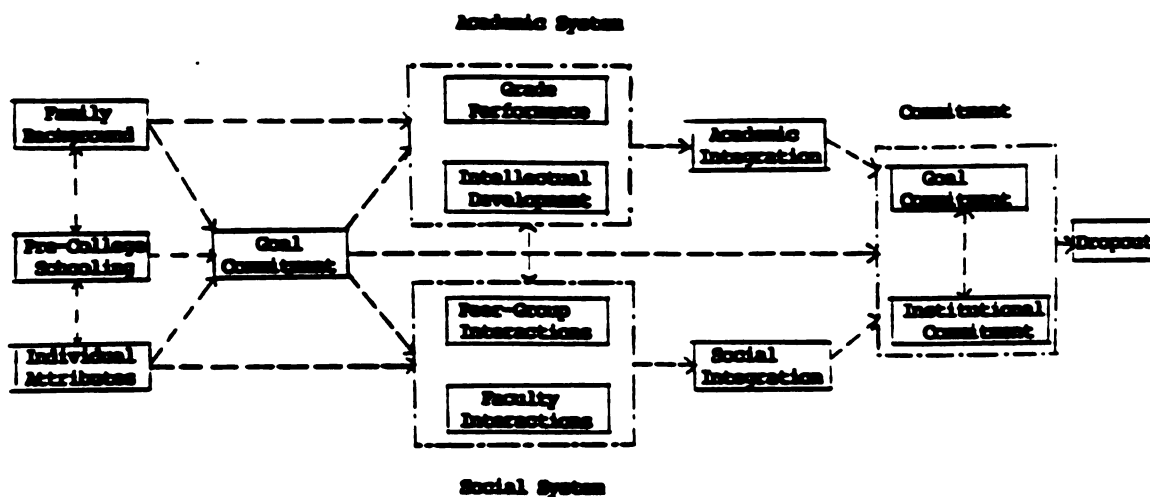 Academic System
Grade
Performance
Family
Background
Academic
Integration
Commitment
Intellectual
Development
Goal
Commitment
Pre-College
Schooling
Goal
Commitment
Dropout
Peer-Group
Interactions
Institutional
Commitment
Individual
Attributes
Social
Integration
Faculty
Interactions
Social System